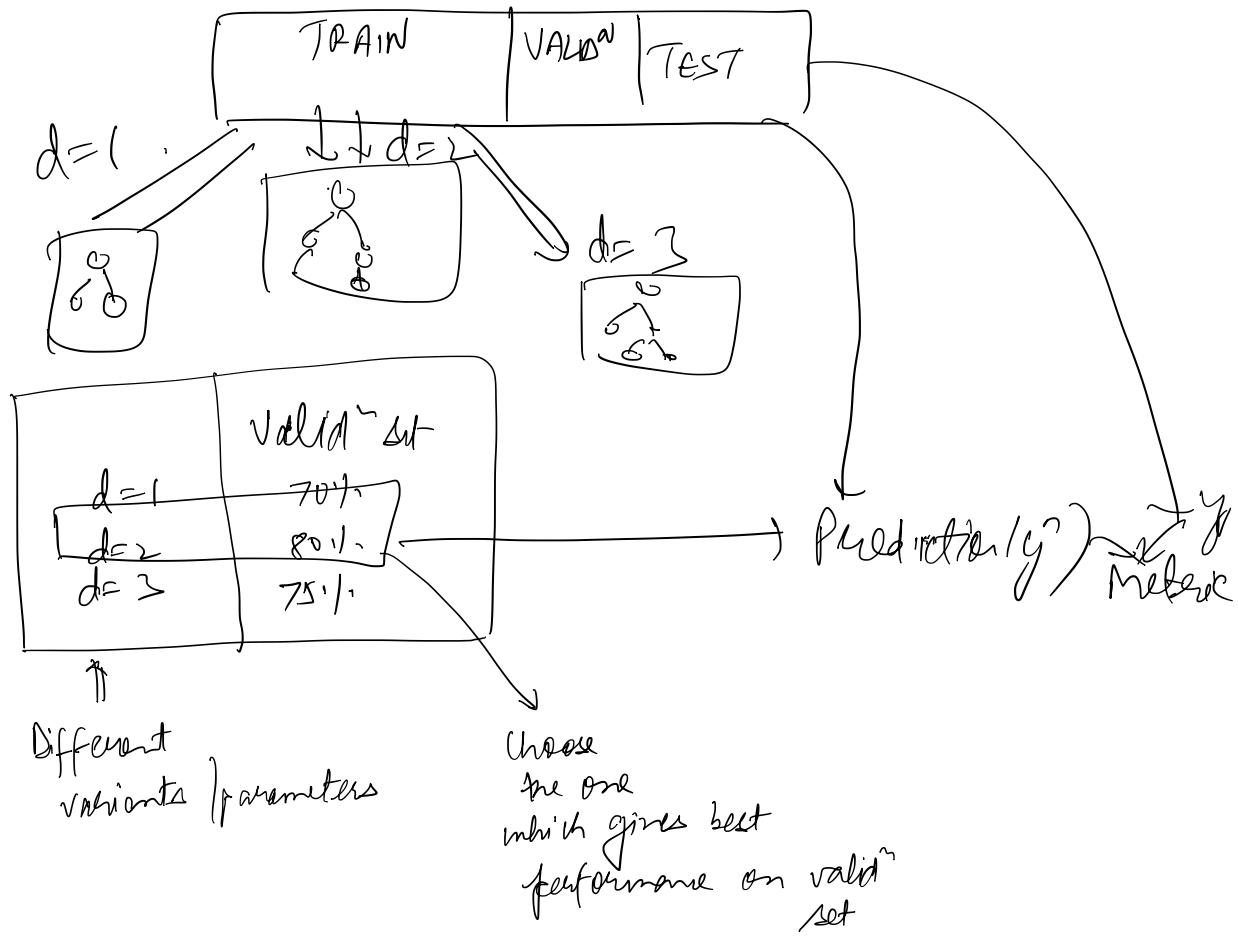 TRAIN
VALIDⁿ
TEST
d=1
d=2
d=3
Validⁿ set
d=1 70%
d=2 80%
d=3 75%
Prediction(ŷ)
y
Metric
Different
variants/parameters
Choose
the one
which gives best
performance on validⁿ
set